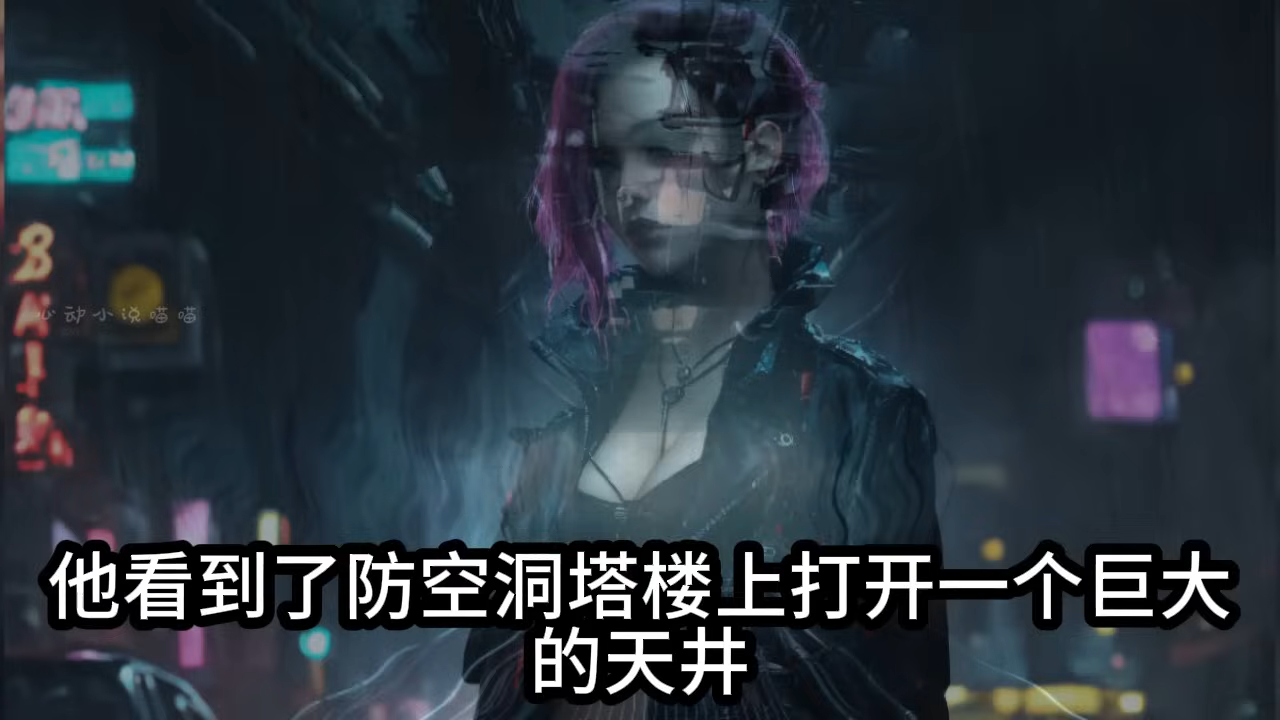 心动小说喵喵
他看到了防空洞塔楼上打开一个巨大
的天井